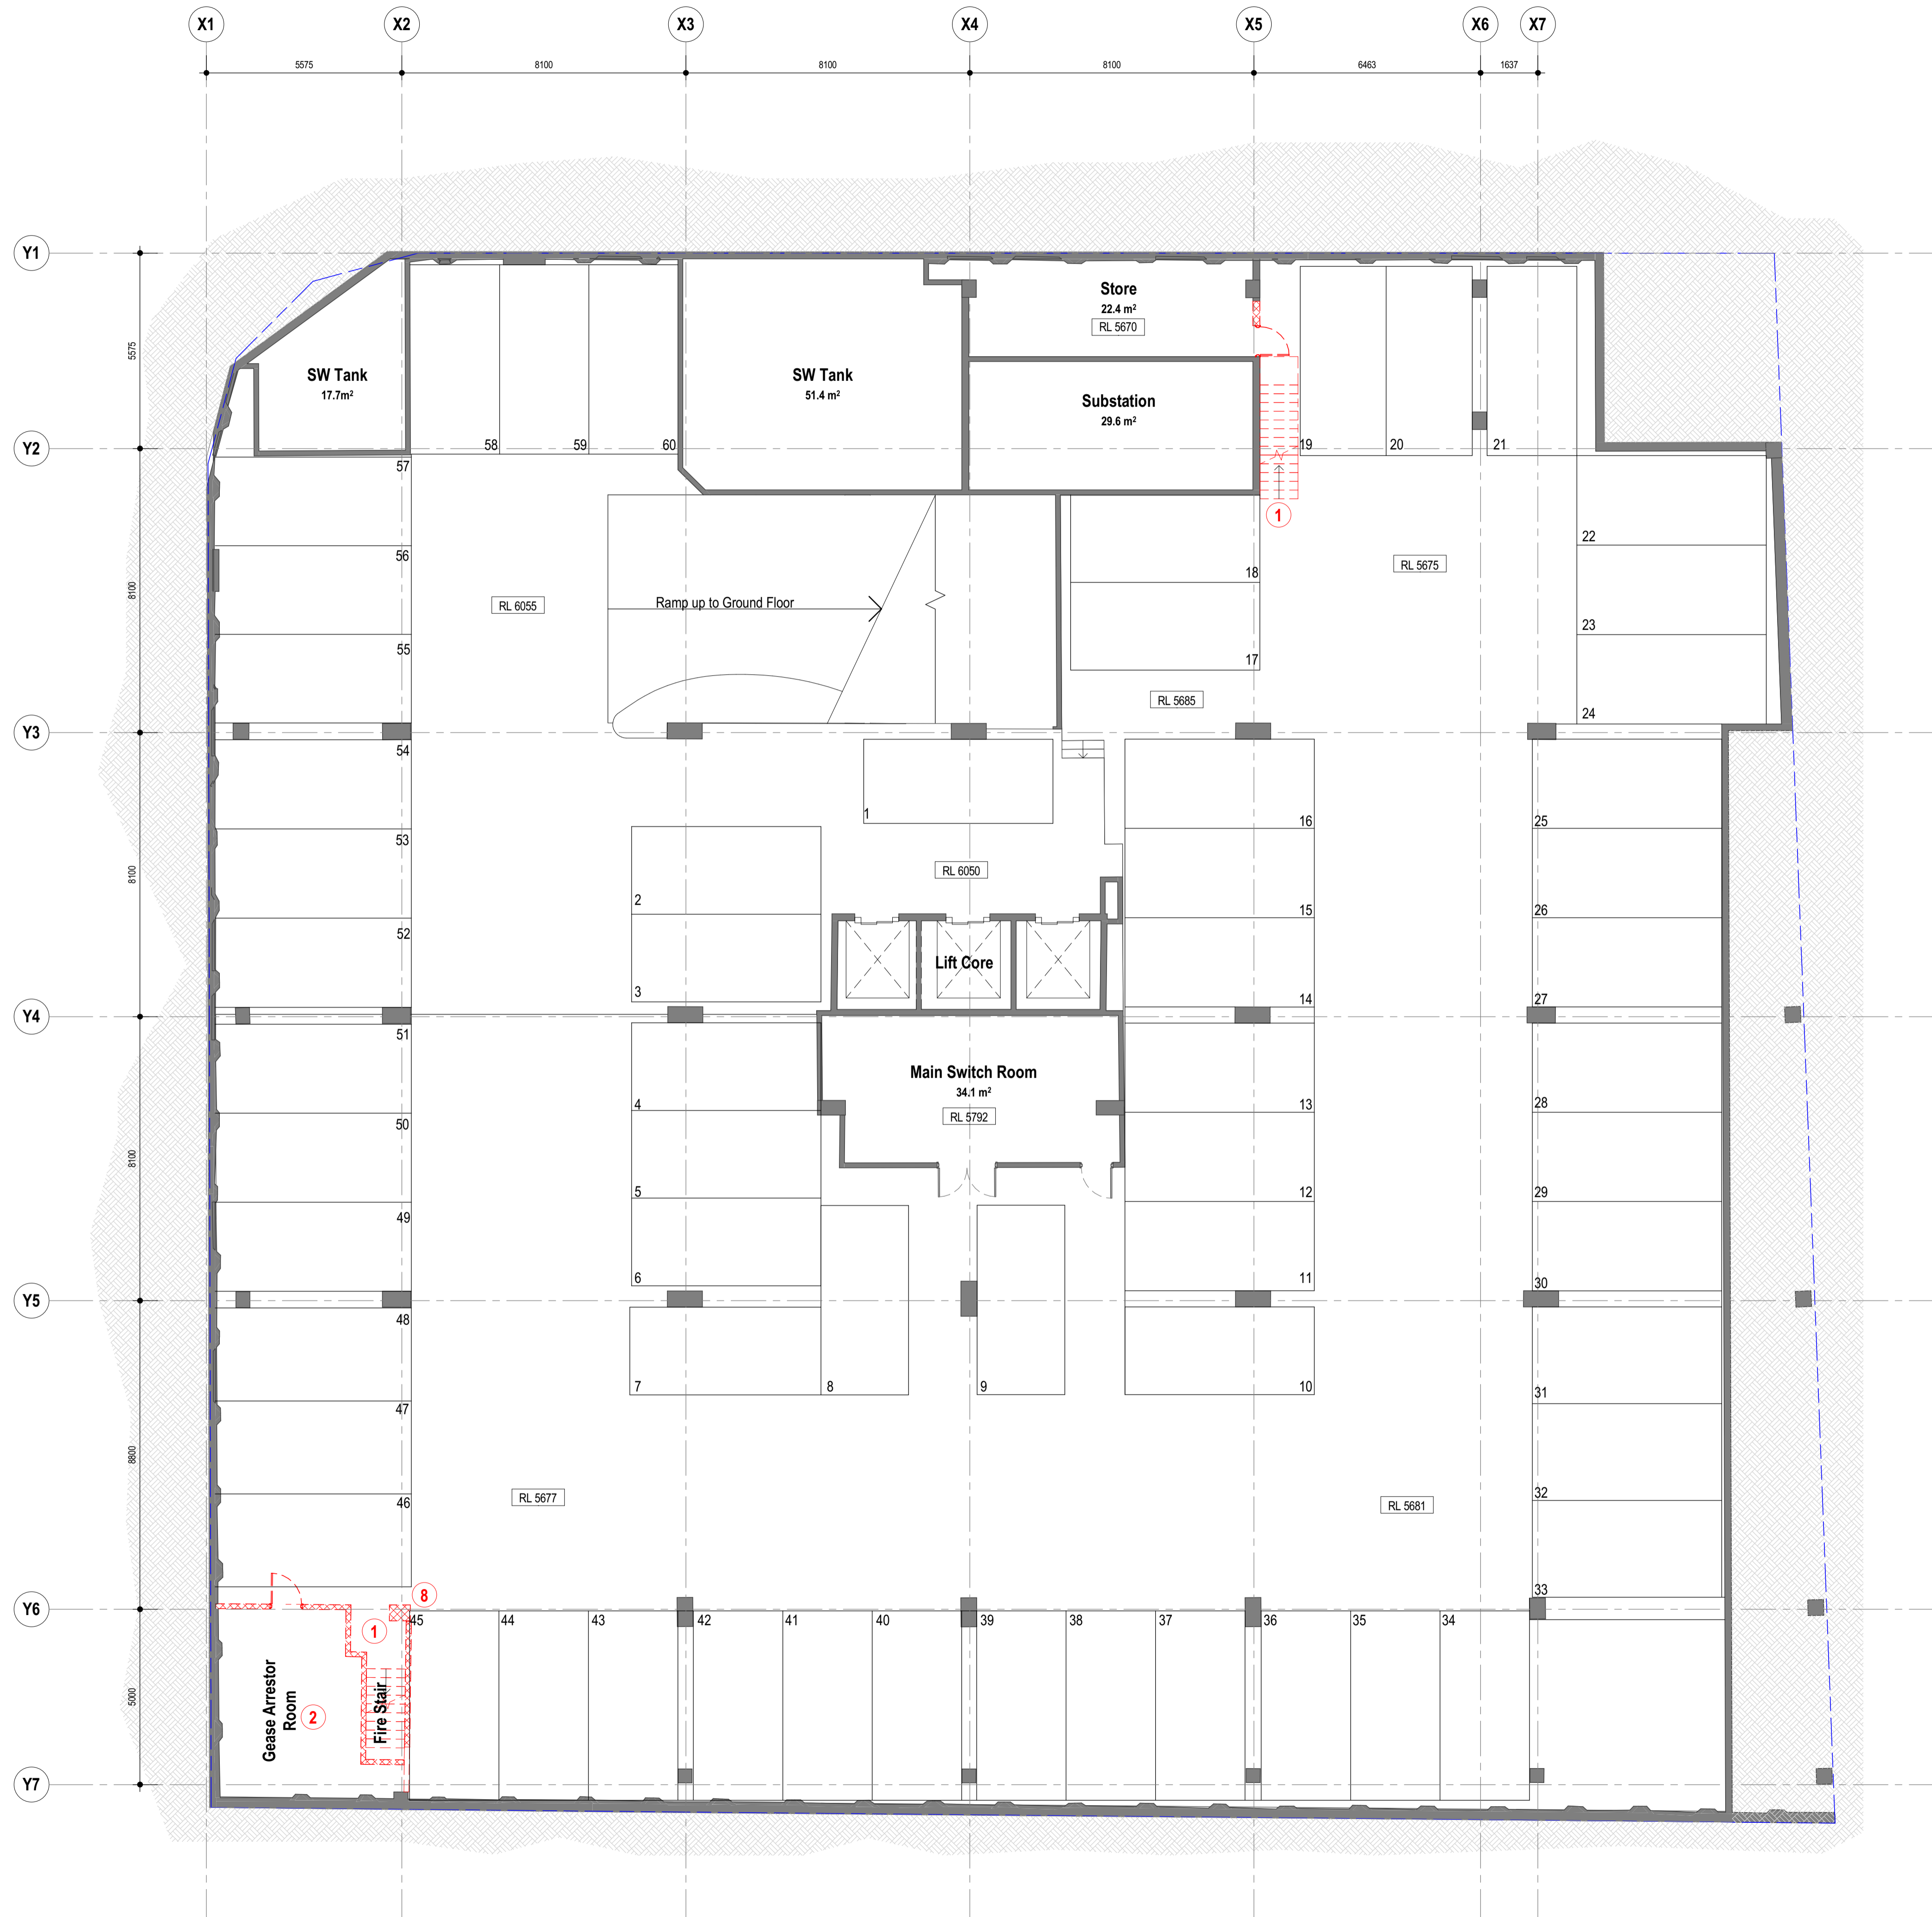 X1 X2 X3 X4 X5 X6 X7
5575 8100 8100 8100 6463 1637
Y1
Store
22.4 m²
RL 5670
5575
SW Tank
17.7m²
SW Tank
51.4 m²
Substation
29.6 m²
Y2
58 59 60 19 20 21
57
1
56
22
RL 5675
18
8100
RL 6055
Ramp up to Ground Floor
23
55
17
RL 5685
24
Y3
54
1
16 25
53
8100
RL 6050
2
15 26
52
Lift Core
3
14 27
Y4
51
Main Switch Room
34.1 m²
4
13 28
RL 5792
50
8100
5
12 29
49
6
11 30
Y5
48
7 8 9 10
31
47
8800
32
RL 5677
RL 5681
46
33
8
Y6
45 44 43 42 41 40 39 38 37 36 35 34
1
5000
Gease Arrestor
Room
2
Fire Stair
Y7